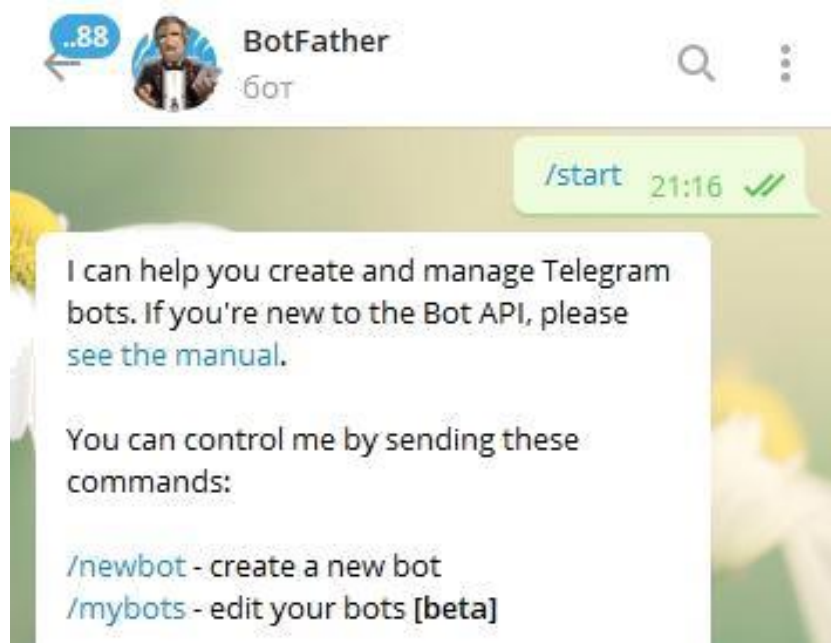 ..88
BotFather
бот
/start 21:16
I can help you create and manage Telegram
bots. If you're new to the Bot API, please
see the manual.
You can control me by sending these
commands:
/newbot - create a new bot
/mybots - edit your bots [beta]